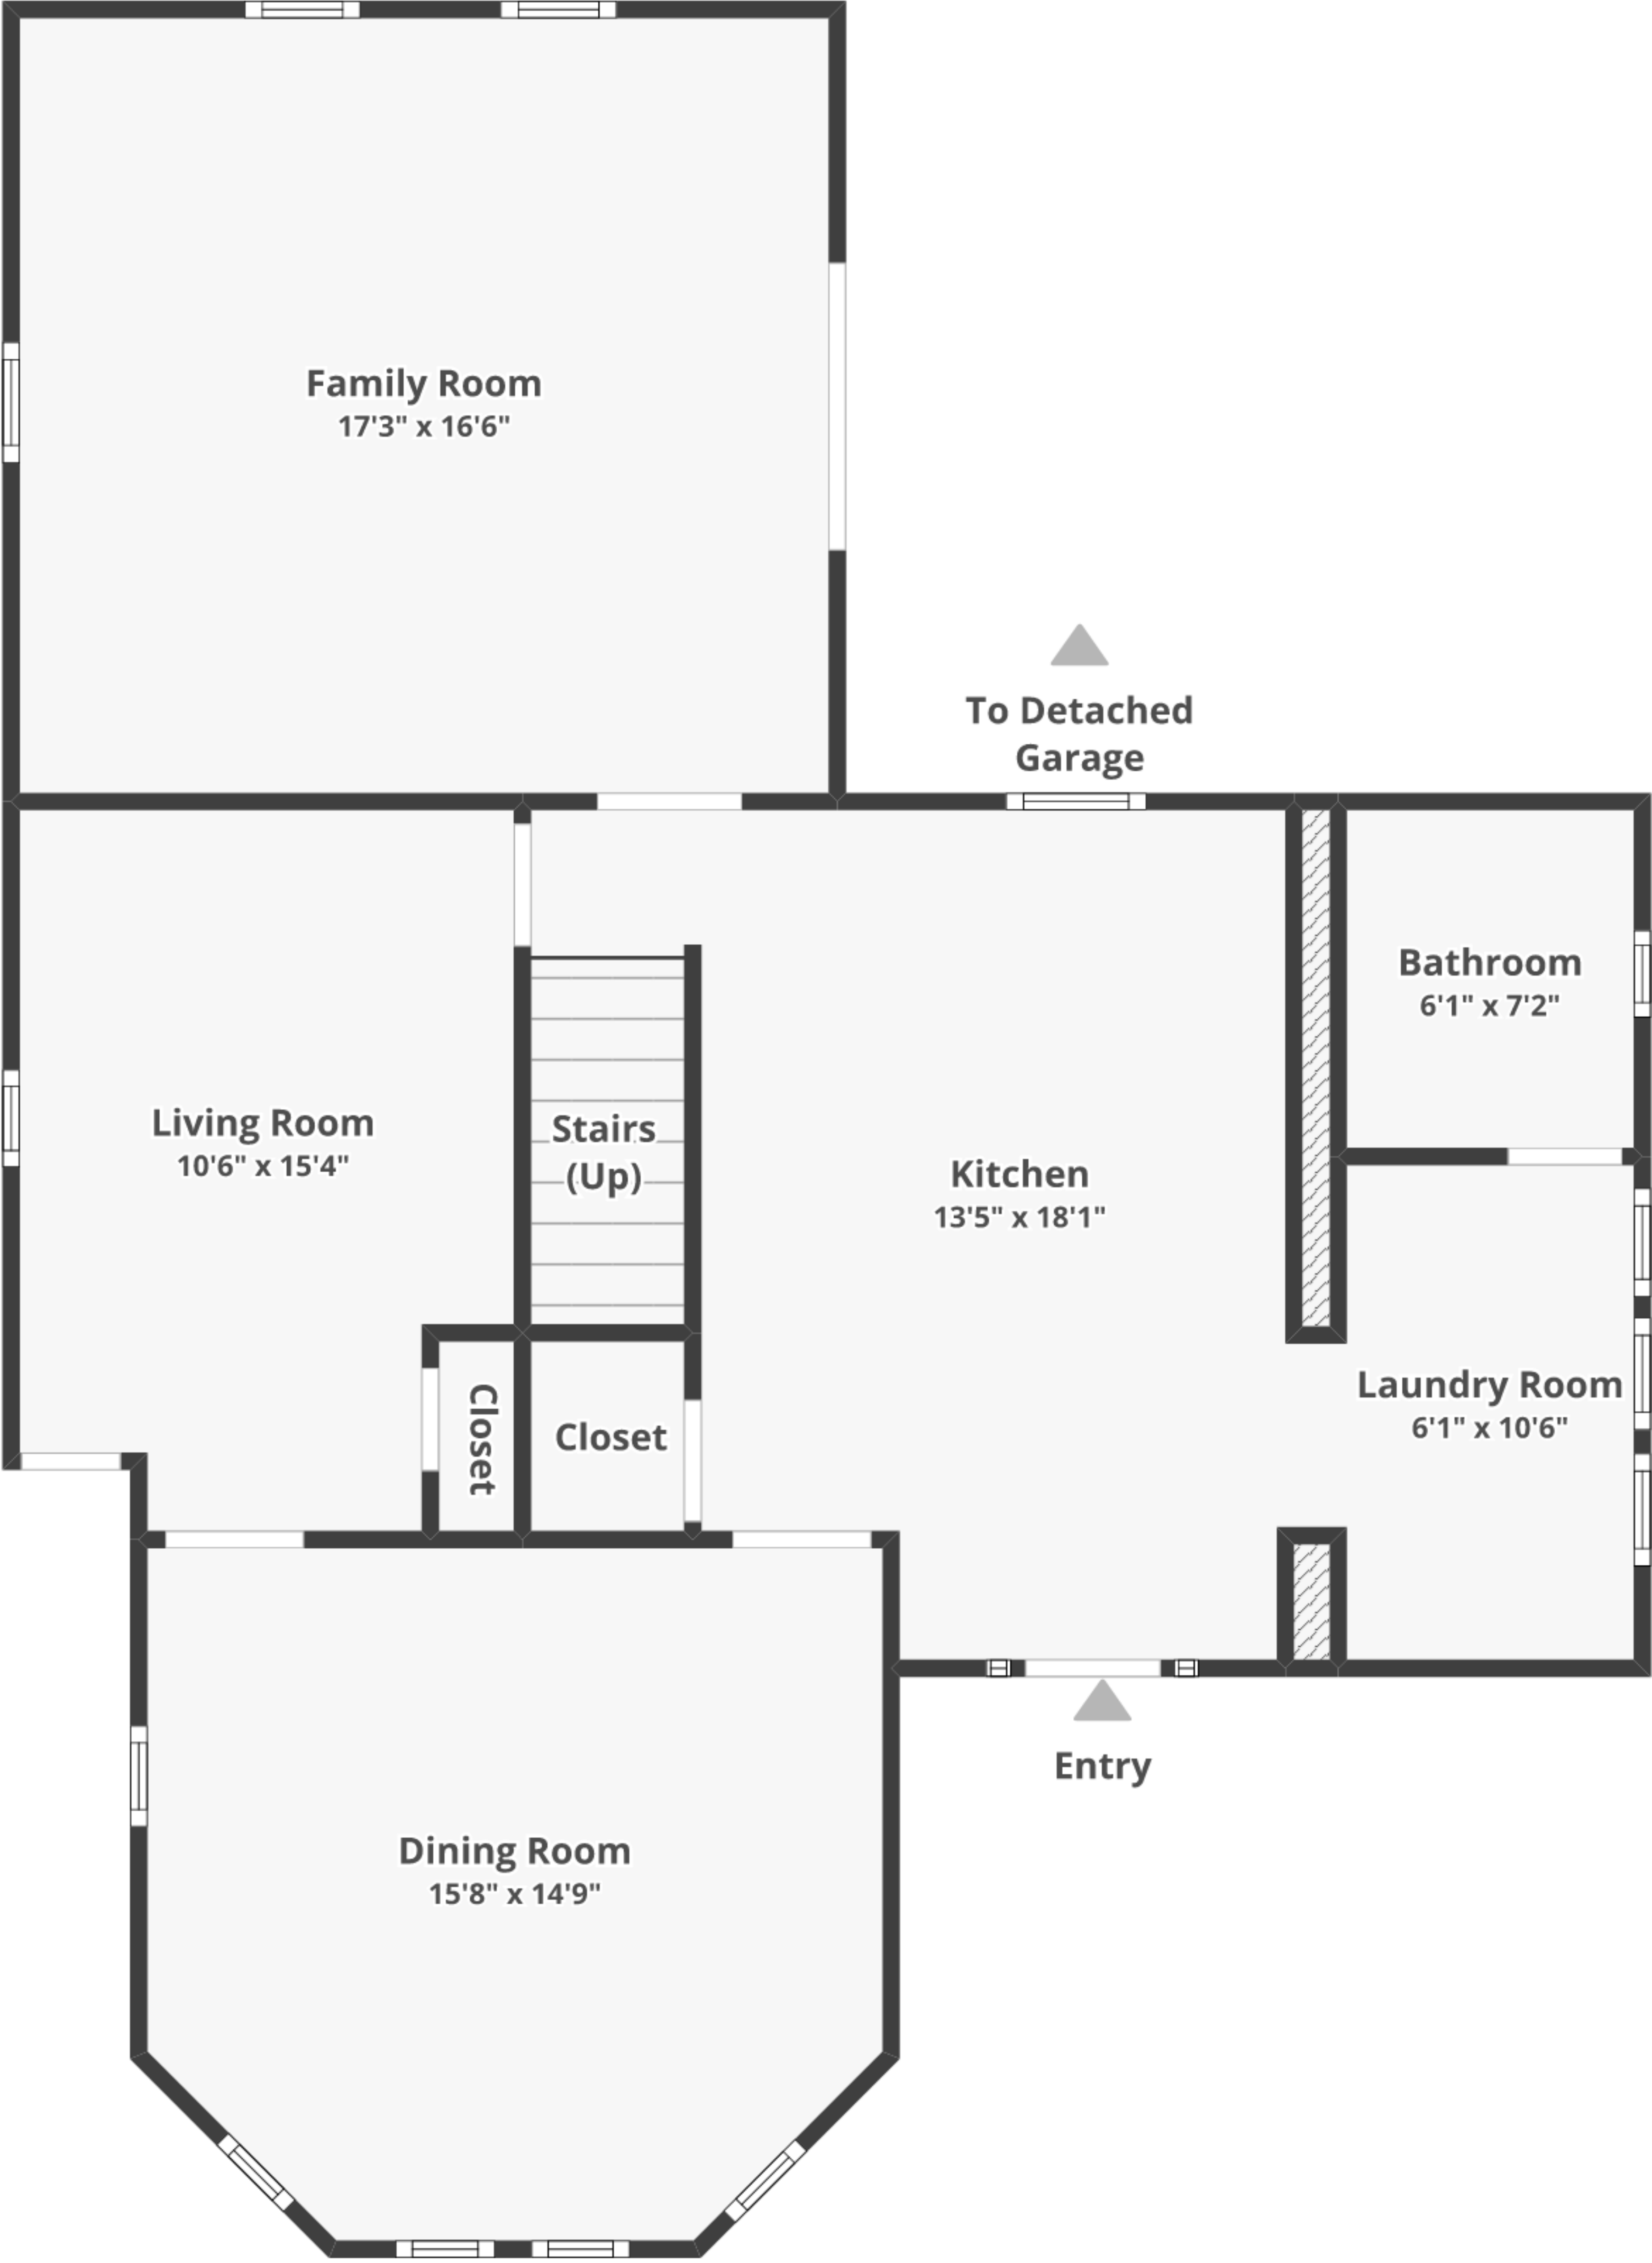 Family Room
17'3" x 16'6"
To Detached
Garage
Bathroom
6'1" x 7'2"
Living Room
10'6" x 15'4"
Stairs
(Up)
Kitchen
13'5" x 18'1"
Laundry Room
6'1" x 10'6"
Closet
Closet
Entry
Dining Room
15'8" x 14'9"